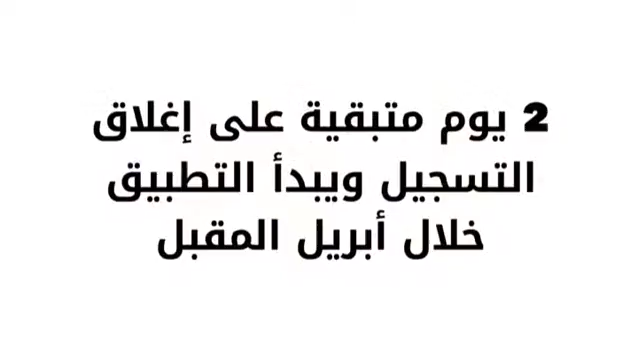 2 يوم متبقية على إغلاق
التسجيل ويبدأ التطبيق
خلال أبريل المقبل